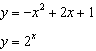 y = −x² + 2x + 1
y = 2ˣ